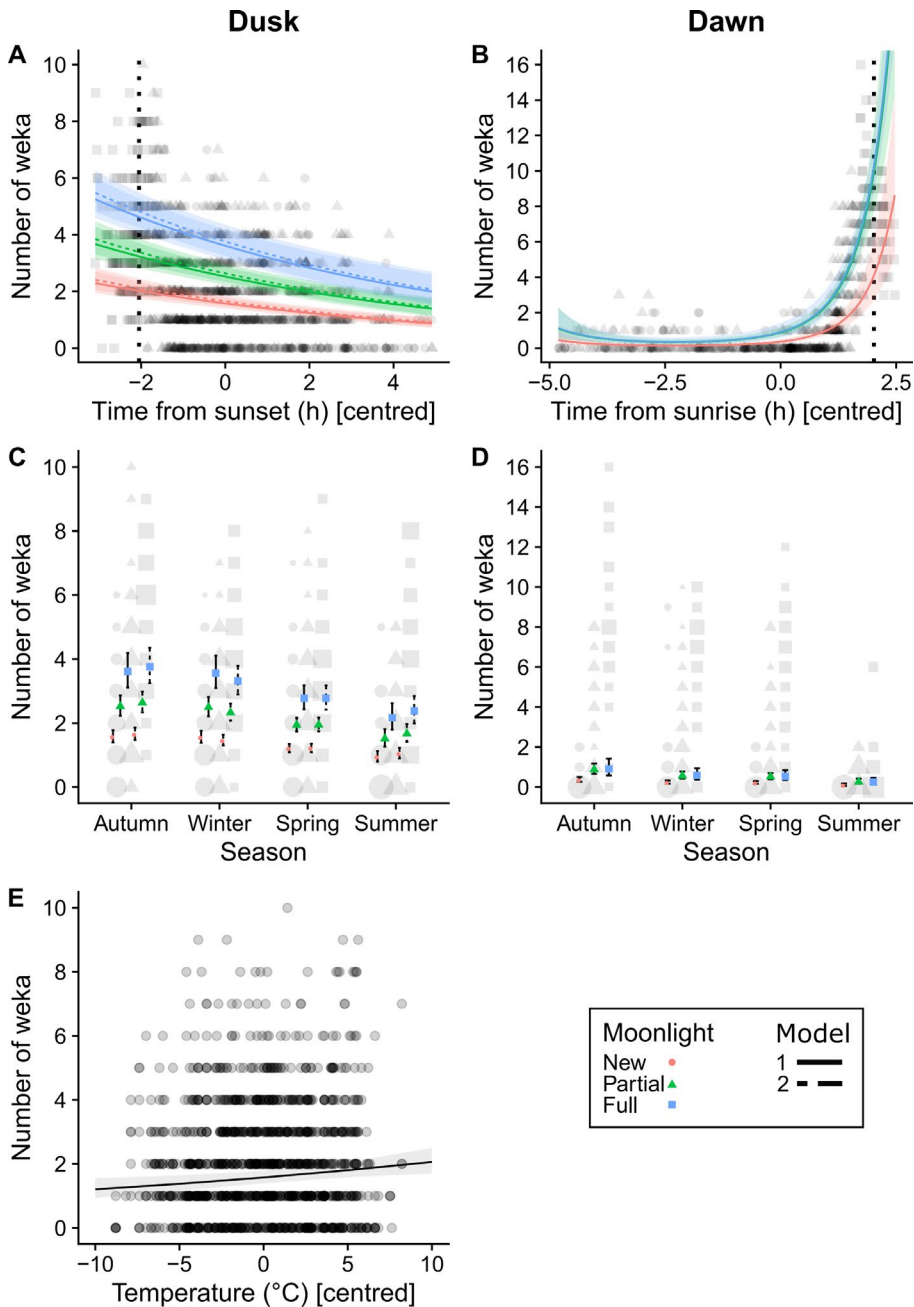 Dusk
Dawn
A
Number of weka
10
8
6
4
2
0
−2
0
2
4
Time from sunset (h) [centred]
B
Number of weka
16
14
12
10
8
6
4
2
0
−5.0
−2.5
0.0
2.5
Time from sunrise (h) [centred]
C
Number of weka
10
8
6
4
2
0
Autumn Winter Spring Summer
Season
D
Number of weka
16
14
12
10
8
6
4
2
0
Autumn Winter Spring Summer
Season
E
Number of weka
10
8
6
4
2
0
−10
−5
0
5
10
Temperature (°C) [centred]
Moonlight
New
Partial
Full
Model
1
2